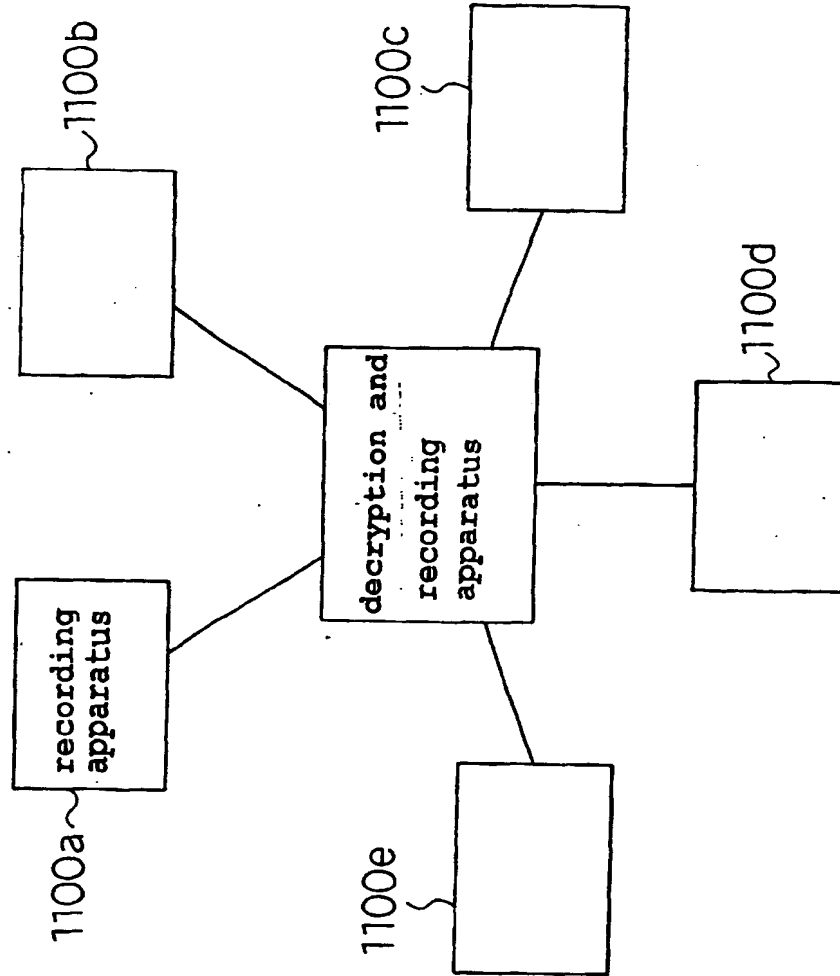 1100a
recording
apparatus
1100b
decryption and
recording
apparatus
1100c
1100d
1100e